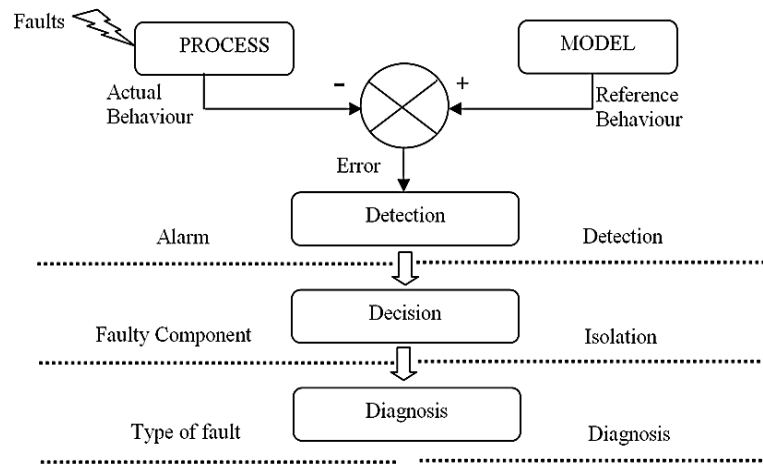 Faults
PROCESS
MODEL
Actual
Behaviour
-
+
Reference
Behaviour
Error
Detection
Alarm
Detection
Decision
Faulty Component
Isolation
Diagnosis
Type of fault
Diagnosis